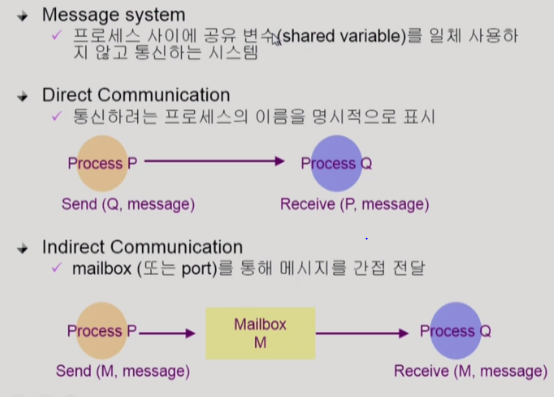 Message system
프로세스 사이에 공유 변수(shared variable)를 일체 사용하
지 않고 통신하는 시스템
Direct Communication
통신하려는 프로세스의 이름을 명시적으로 표시
Process P
Process Q
Send (Q, message)
Receive (P, message)
Indirect Communication
mailbox (또는 port)를 통해 메시지를 간접 전달
Process P
Mailbox
M
Process Q
Send (M, message)
Receive (M, message)